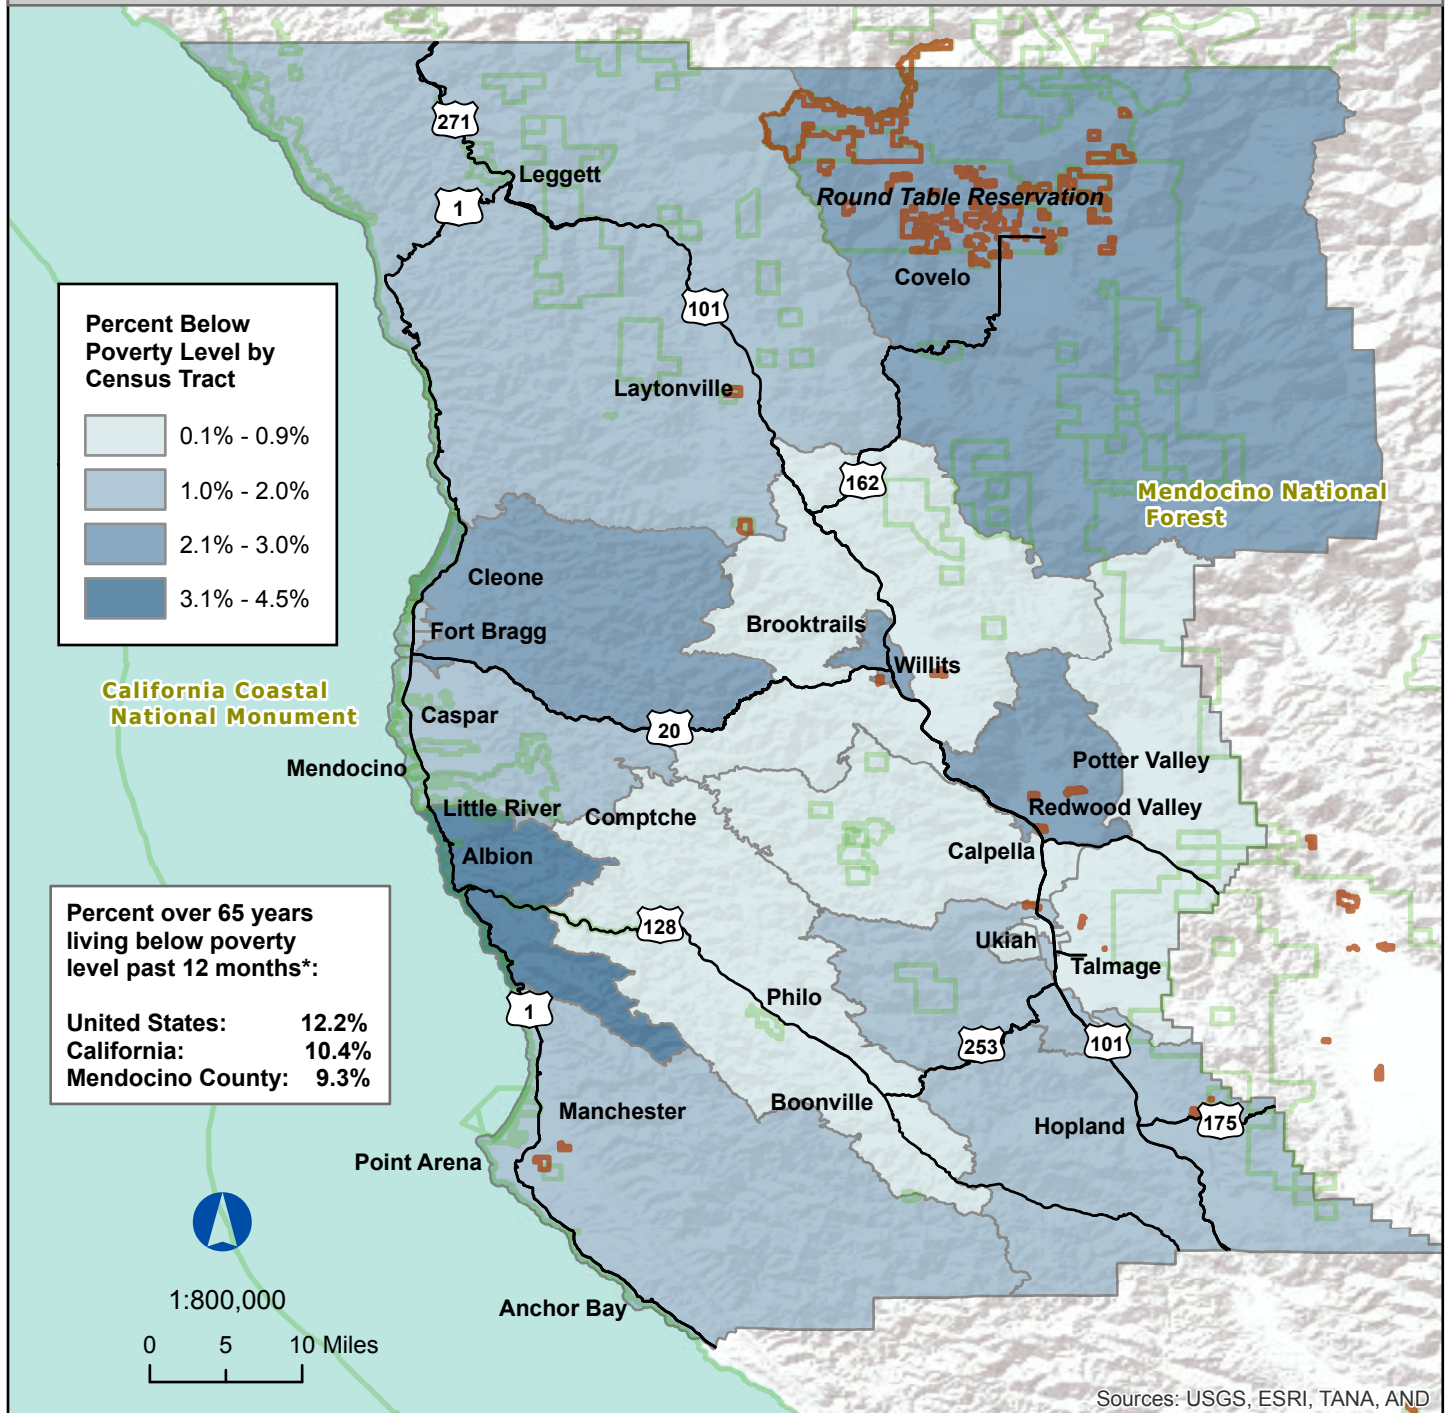 271
Leggett
1
Round Table Reservation
Covelo
101
Percent Below
Poverty Level by
Census Tract
0.1% - 0.9%
1.0% - 2.0%
2.1% - 3.0%
3.1% - 4.5%
Laytonville
162
Mendocino National
Forest
Cleone
Brooktrails
Fort Bragg
Willits
California Coastal
National Monument
Caspar
20
Potter Valley
Mendocino
Little River
Comptche
Redwood Valley
Albion
Calpella
Percent over 65 years
living below poverty
level past 12 months*:
United States: 12.2%
California: 10.4%
Mendocino County: 9.3%
128
Ukiah
Talmage
Philo
1
253
101
Manchester
Boonville
Hopland
175
Point Arena
1:800,000
Anchor Bay
0 5 10 Miles
Sources: USGS, ESRI, TANA, AND